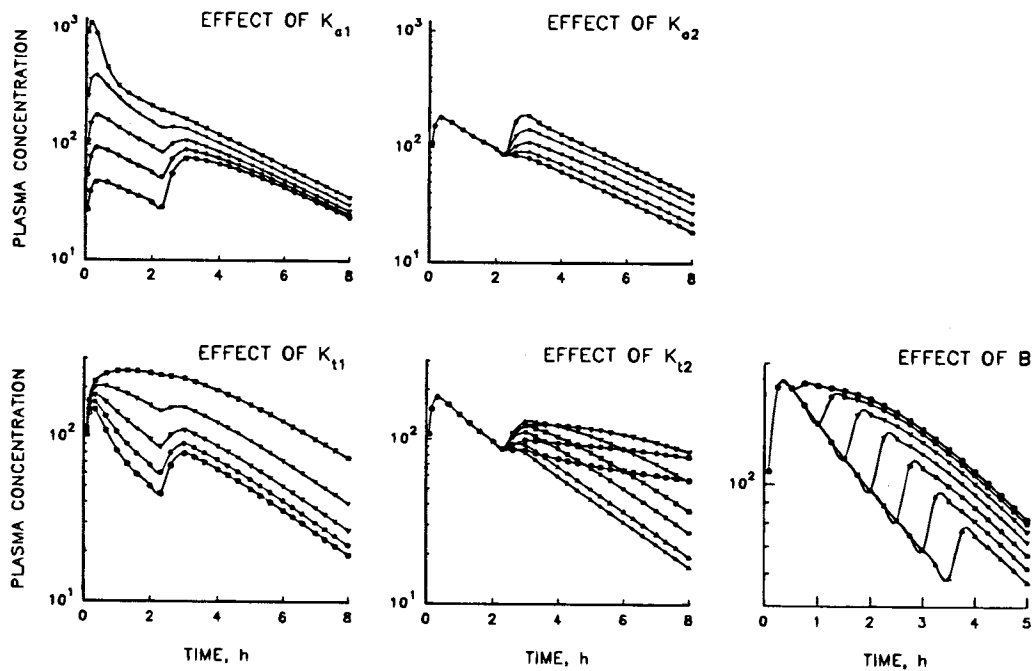 EFFECT OF Ka1
PLASMA CONCENTRATION
10³
10²
10¹
0 2 4 6 8
EFFECT OF Ka2
10³
10²
10¹
0 2 4 6 8
EFFECT OF Kt1
PLASMA CONCENTRATION
10²
10¹
0 2 4 6 8
TIME, h
EFFECT OF Kt2
10²
10¹
0 2 4 6 8
TIME, h
EFFECT OF B
10²
0 1 2 3 4 5
TIME, h